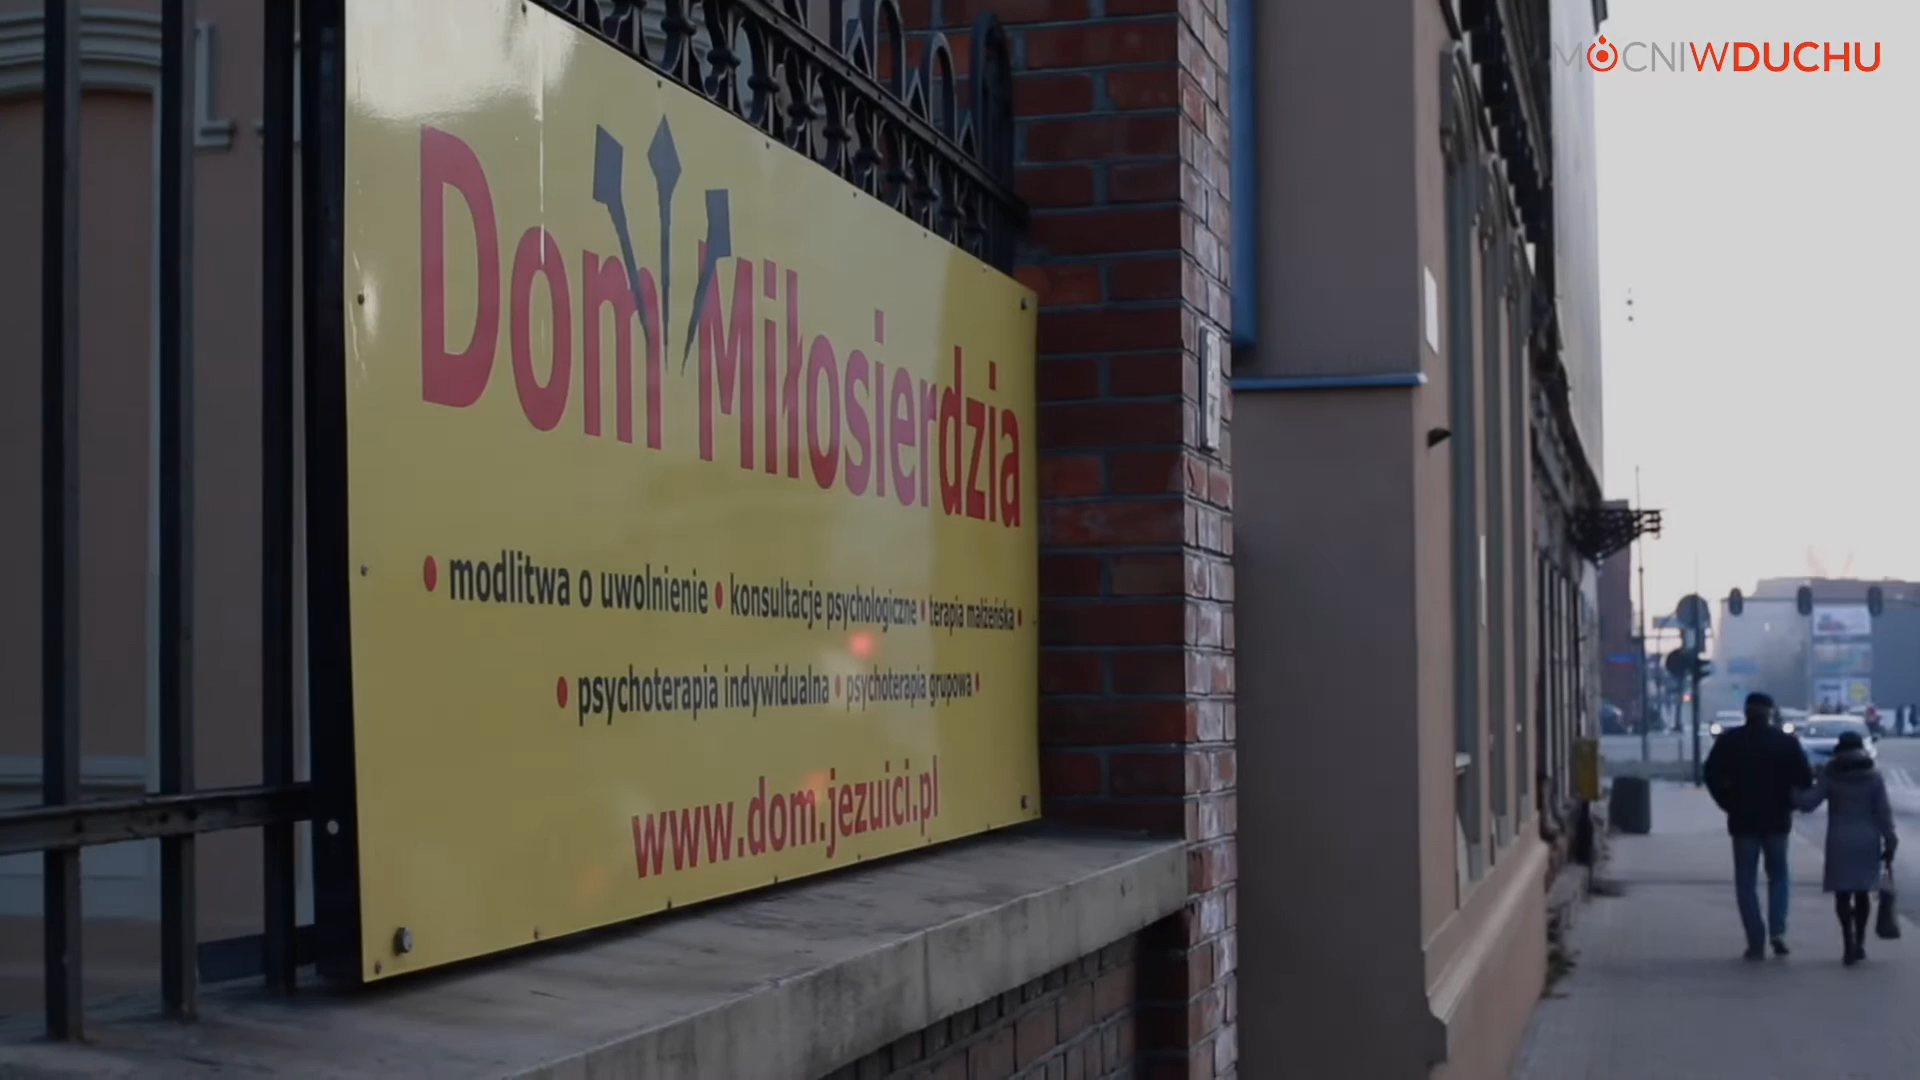 MOCNIWDUCHU
Dom Miłosierdzia
• modlitwa o uwolnienie • konsultacje psychologiczne • terapia małżeńska •
• psychoterapia indywidualna • psychoterapia grupowa •
www.dom.jezuici.pl